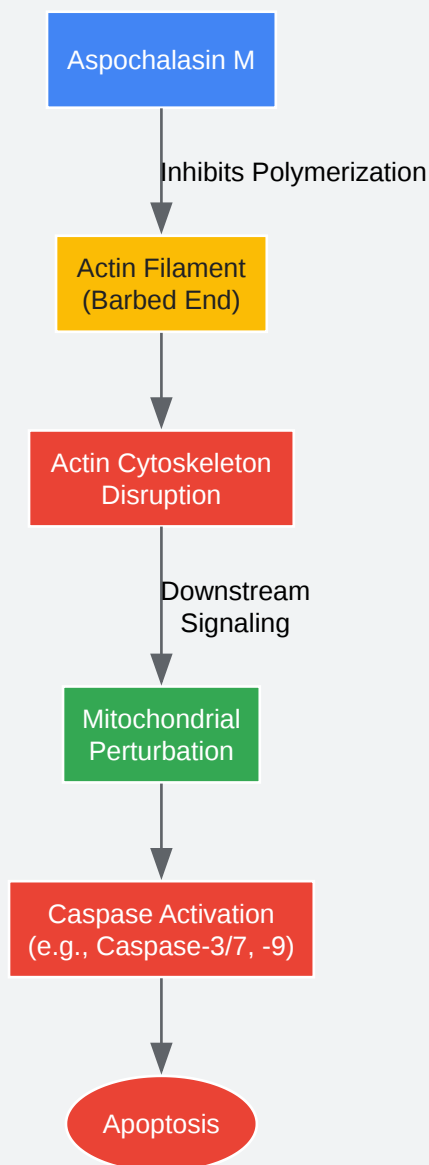 Aspochalasin M
Inhibits Polymerization
Actin Filament
(Barbed End)
Actin Cytoskeleton
Disruption
Downstream
Signaling
Mitochondrial
Perturbation
Caspase Activation
(e.g., Caspase-3/7, -9)
Apoptosis